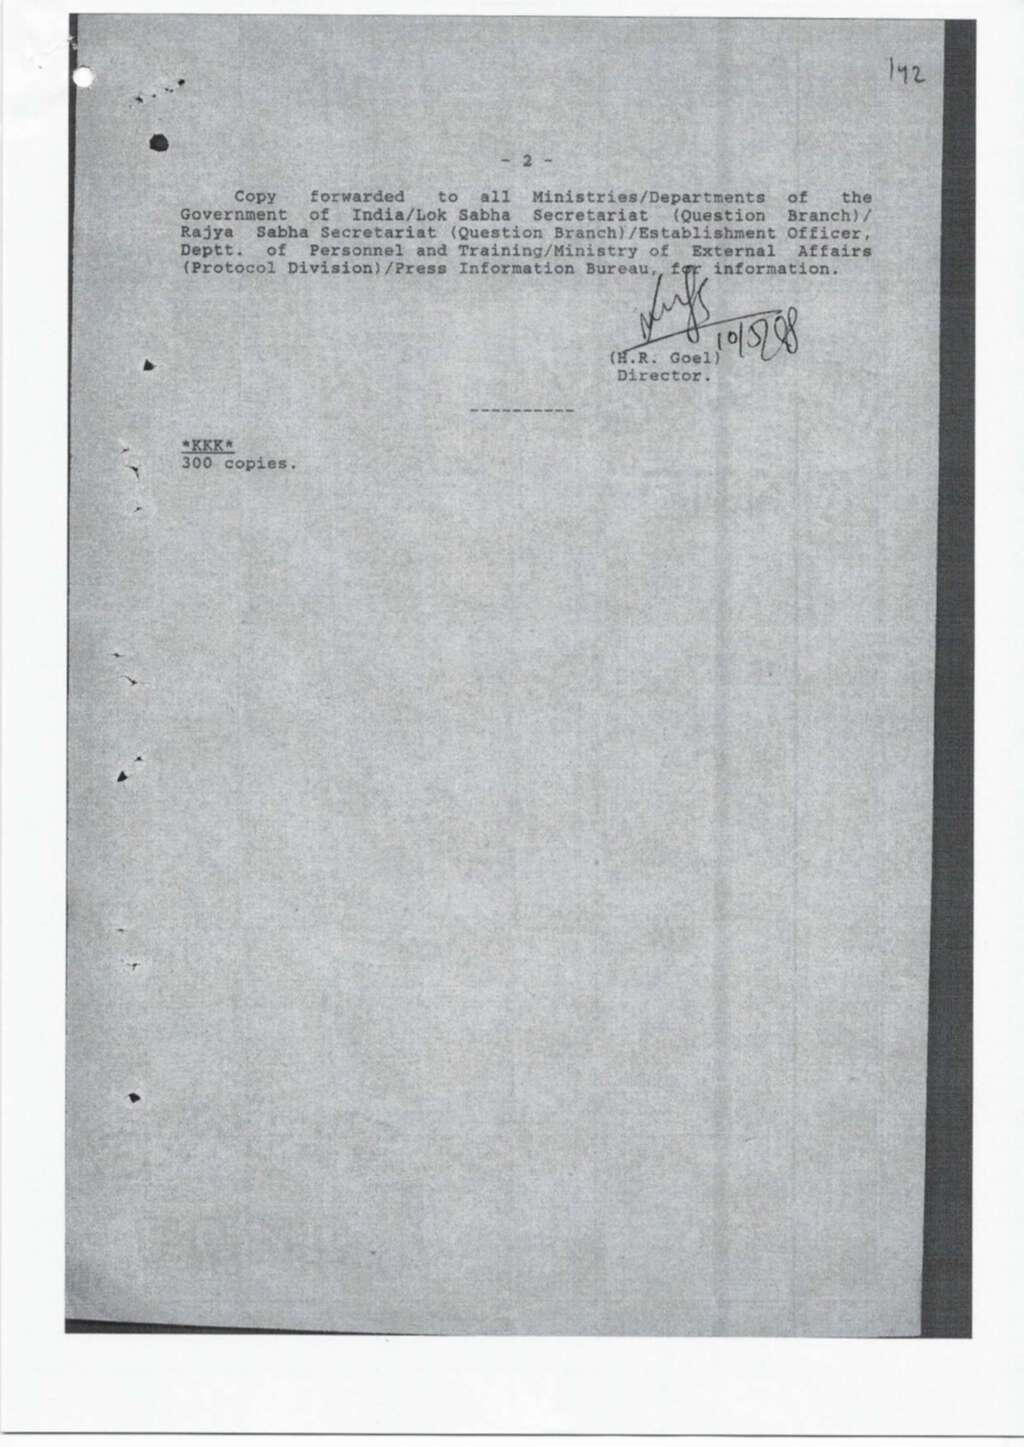 142
- 2 -
Copy forwarded to all Ministries/Departments of the
Government of India/Lok Sabha Secretariat (Question Branch)/
Rajya Sabha Secretariat (Question Branch)/Establishment Officer,
Deptt. of Personnel and Training/Ministry of External Affairs
(Protocol Division)/Press Information Bureau, for information.
10/5/98
(H.R. Goel)
Director.
----------
*KKK*
300 copies.